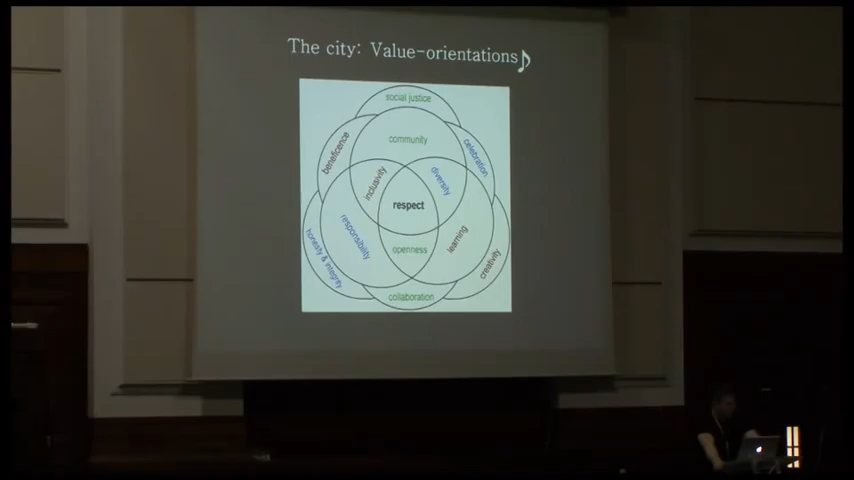 The city: Value-orientations♪
social justice
community
beneficence
celebration
inclusivity
diversity
respect
responsibility
learning
honesty & integrity
openness
creativity
collaboration